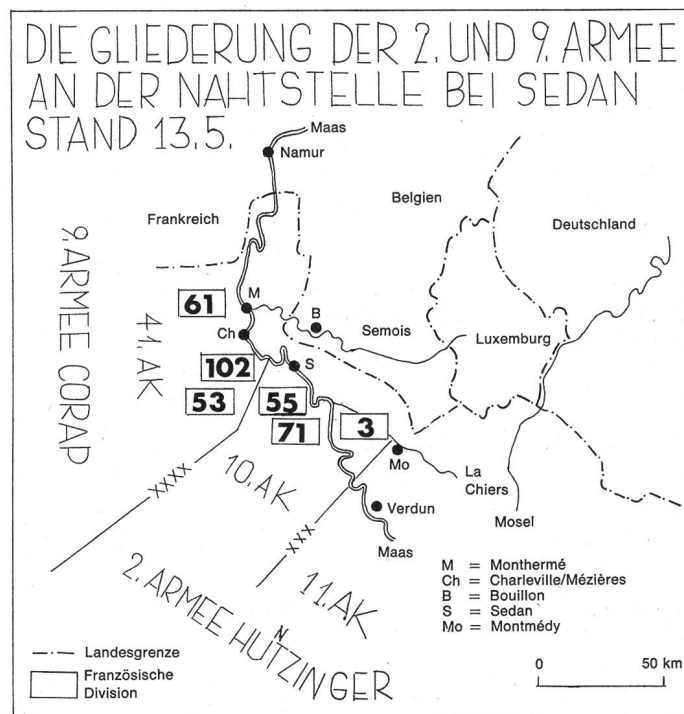 DIE GLIEDERUNG DER 2. UND 9. ARMEE
AN DER NAHTSTELLE BEI SEDAN
STAND 13.5.
Maas
Namur
Belgien
Frankreich
Deutschland
9. ARMEE CORAP
41. AK
61
M
B
Ch
Semois
Luxemburg
102
S
53
55
71
3
Mo
10. AK
La
Chiers
Verdun
Mosel
Maas
XXXX
XXX
2. ARMEE HUTZINGER
N
11. AK
M = Monthermé
Ch = Charleville/Mézières
B = Bouillon
S = Sedan
Mo = Montmédy
Landesgrenze
Französische
Division
0 50 km